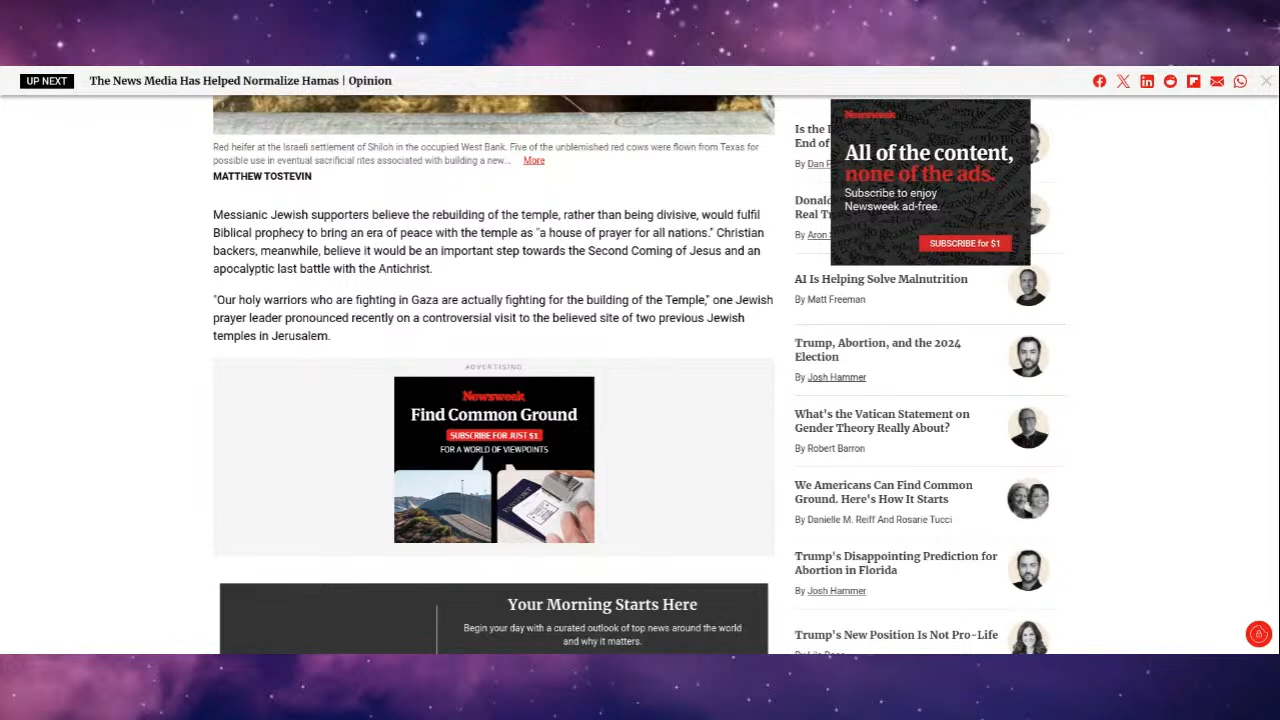 UP NEXT
The News Media Has Helped Normalize Hamas | Opinion
Red heifer at the Israeli settlement of Shiloh in the occupied West Bank. Five of the unblemished red cows were flown from Texas for
possible use in eventual sacrificial rites associated with building a new... More
MATTHEW TOSTEVIN
Messianic Jewish supporters believe the rebuilding of the temple, rather than being divisive, would fulfil
Biblical prophecy to bring an era of peace with the temple as "a house of prayer for all nations." Christian
backers, meanwhile, believe it would be an important step towards the Second Coming of Jesus and an
apocalyptic last battle with the Antichrist.
"Our holy warriors who are fighting in Gaza are actually fighting for the building of the Temple," one Jewish
prayer leader pronounced recently on a controversial visit to the believed site of two previous Jewish
temples in Jerusalem.
ADVERTISING
Newsweek
Find Common Ground
SUBSCRIBE FOR JUST $1
FOR A WORLD OF VIEWPOINTS
PASSPORT
Your Morning Starts Here
Begin your day with a curated outlook of top news around the world
and why it matters.
Is the
End of
By Dan
Donald
Real
By Aron
Newsweek
All of the content,
none of the ads.
Subscribe to enjoy
Newsweek ad-free.
SUBSCRIBE for $1
AI Is Helping Solve Malnutrition
By Matt Freeman
Trump, Abortion, and the 2024
Election
By Josh Hammer
What's the Vatican Statement on
Gender Theory Really About?
By Robert Barron
We Americans Can Find Common
Ground. Here's How It Starts
By Danielle M. Reiff And Rosarie Tucci
Trump's Disappointing Prediction for
Abortion in Florida
By Josh Hammer
Trump's New Position Is Not Pro-Life